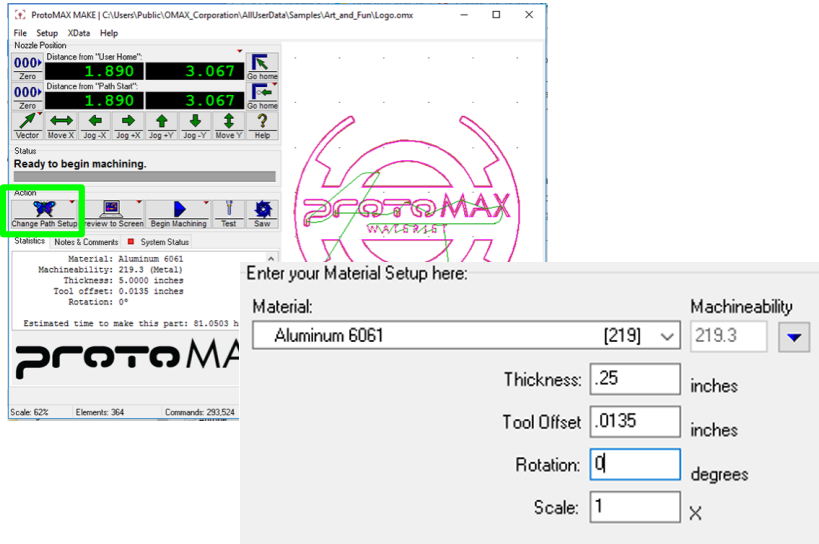 ProtoMAX MAKE | C:\Users\Public\OMAX_Corporation\AllUserData\Samples\Art_and_Fun\Logo.omx
File Setup XData Help
Nozzle Position
000 Distance from "User Home":
Zero 1.890 3.067 Go home
000 Distance from "Path Start":
Zero 1.890 3.067 Go home
Vector Move X Jog -X Jog +X Jog +Y Jog -Y Move Y Help
Status
Ready to begin machining.
Action
Change Path Setup Preview to Screen Begin Machining Test Saw
Statistics Notes & Comments System Status
Material: Aluminum 6061
Machineability: 219.3 (Metal)
Thickness: 5.0000 inches
Tool offset: 0.0135 inches
Rotation: 0°
Estimated time to make this part: 81.0503 h
protoMA
Scale: 62% Elements: 364 Commands: 293,524
protoMAX
WATERJET
Enter your Material Setup here:
Material: Machineability
Aluminum 6061 [219] 219.3
Thickness: .25 inches
Tool Offset .0135 inches
Rotation: 0 degrees
Scale: 1 X